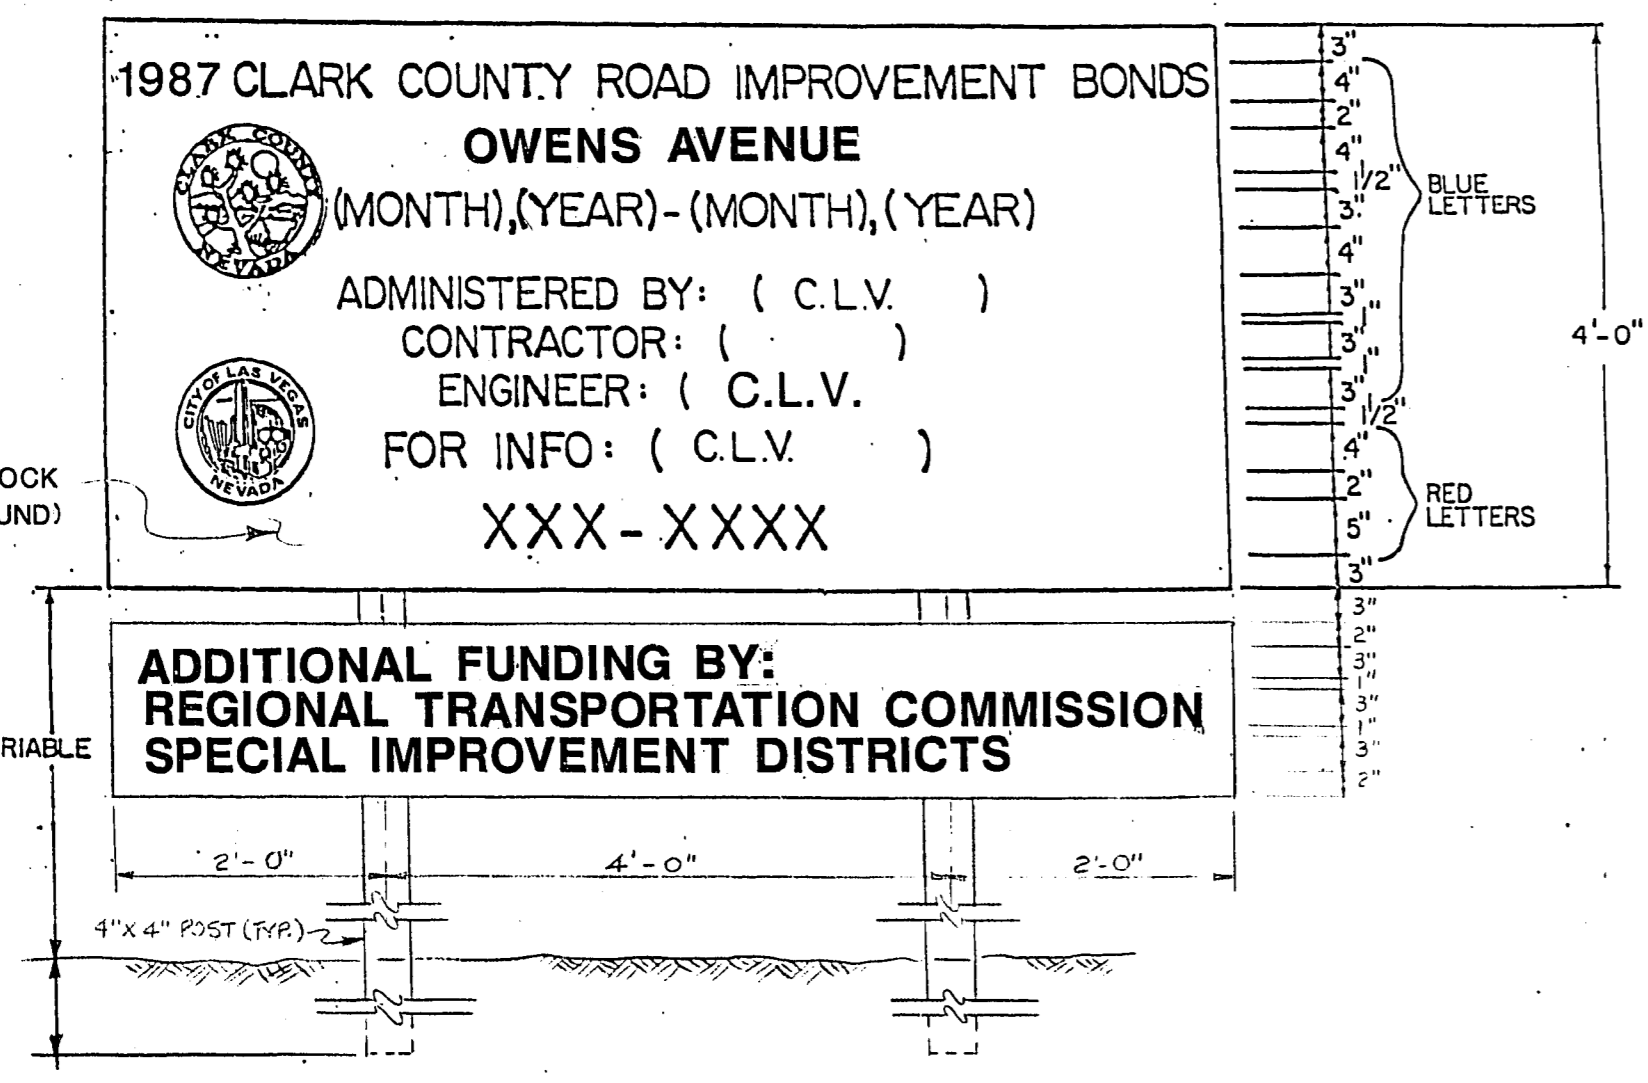 1987 CLARK COUNTY ROAD IMPROVEMENT BONDS
OWENS AVENUE
(MONTH),(YEAR)-(MONTH),(YEAR)
CLARK COUNTY
NEVADA
ADMINISTERED BY: ( C.L.V. )
CONTRACTOR: ( )
ENGINEER: ( C.L.V.
CITY OF LAS VEGAS
NEVADA
FOR INFO: ( C.L.V. )
XXX-XXXX
OCK
UND)
3"
4"
2"
4"
1 1/2"
3"
4"
3"
1"
3"
1"
3"
1 1/2"
4"
2"
5"
3"
BLUE
LETTERS
RED
LETTERS
4'-0"
3"
2"
3"
1"
3"
1"
3"
2"
ADDITIONAL FUNDING BY:
REGIONAL TRANSPORTATION COMMISSION
SPECIAL IMPROVEMENT DISTRICTS
RIABLE
2'-0"
4'-0"
2'-0"
4"X4" POST (TYP.)